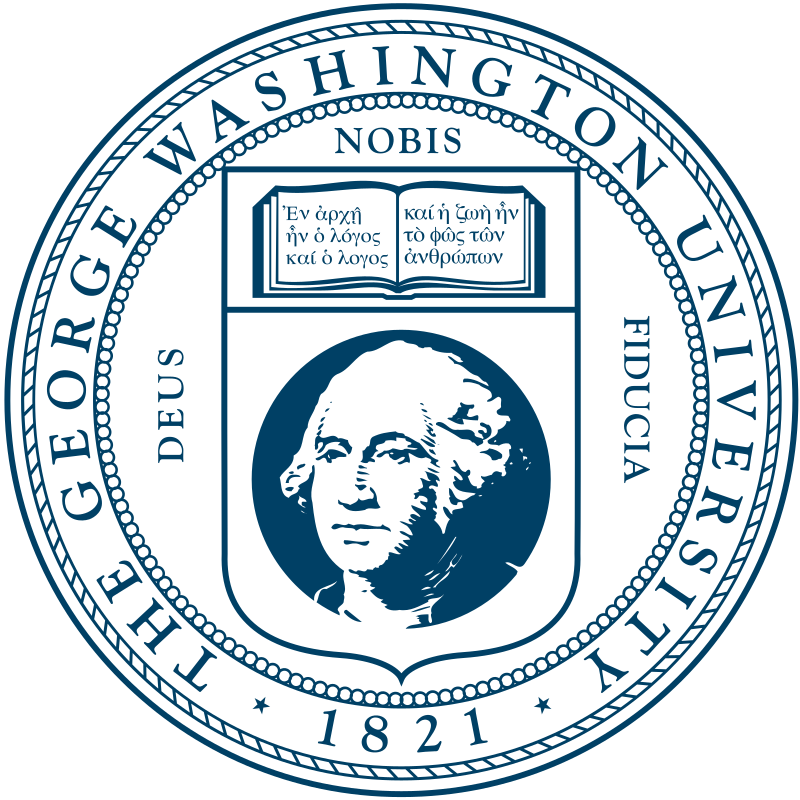 THE GEORGE WASHINGTON UNIVERSITY
NOBIS
Ἐν ἀρχῇ
ἦν ὁ λόγος
καί ὁ λογος
καί ἡ ζωὴ ἦν
τὸ φῶς τῶν
ἀνθρώπων
DEUS
FIDUCIA
1821